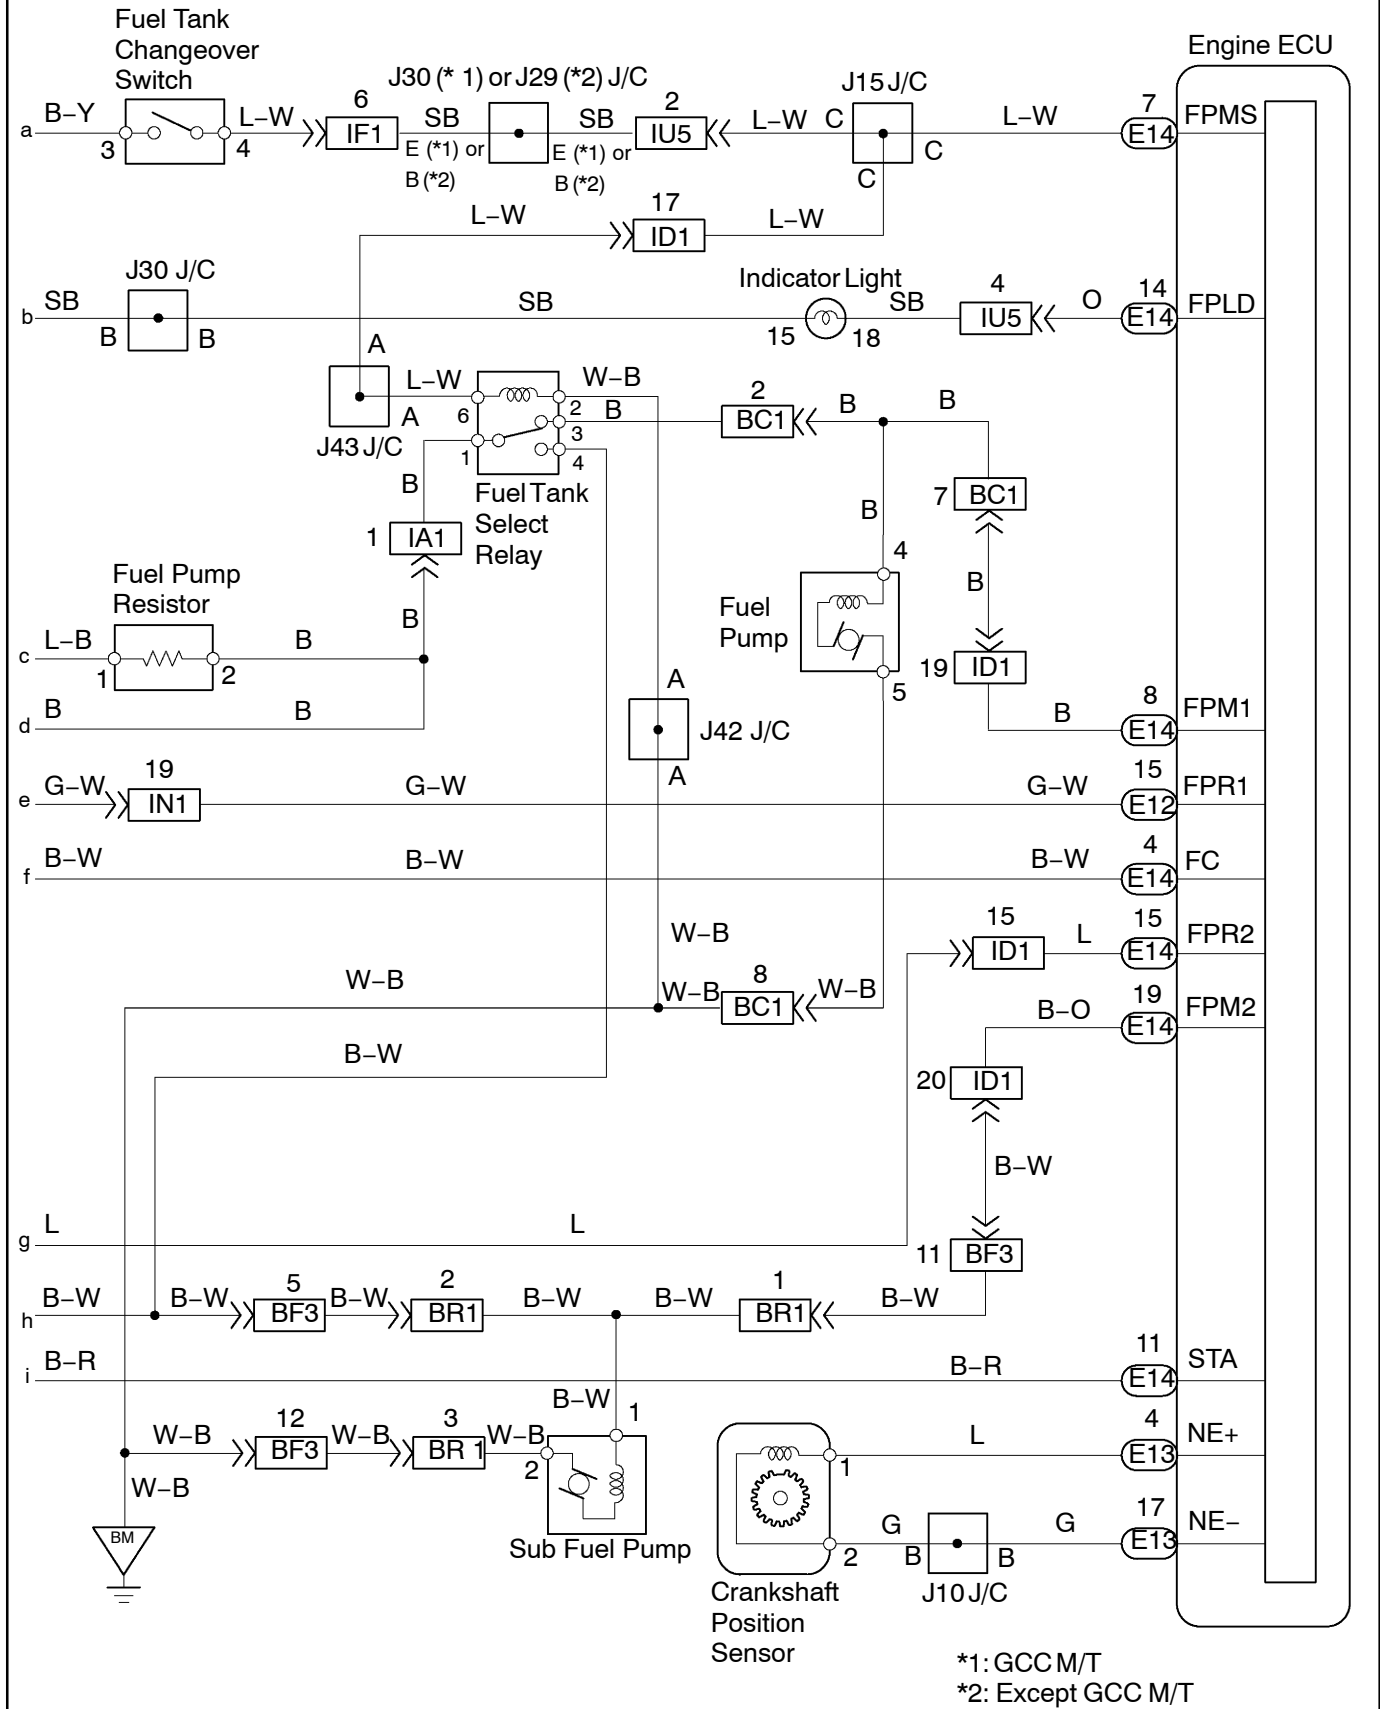 Fuel Tank
Changeover
Switch
Engine ECU
J30 (* 1) or J29 (*2) J/C
J15 J/C
a
B–Y
3
4
L–W
6
IF1
SB
E (*1) or
B (*2)
SB
E (*1) or
B (*2)
2
IU5
L–W
C
C
C
L–W
7
E14
FPMS
L–W
17
ID1
L–W
J30 J/C
b
SB
B
B
SB
Indicator Light
15
18
SB
4
IU5
O
14
E14
FPLD
A
L–W
A
J43 J/C
6
1
2
3
4
W–B
B
2
BC1
B
B
Fuel Tank
Select
Relay
B
1
IA1
B
7
BC1
B
B
4
Fuel
Pump
5
19
ID1
Fuel Pump
Resistor
c
L–B
1
2
B
d
B
B
A
J42 J/C
A
B
8
E14
FPM1
e
G–W
19
IN1
G–W
G–W
15
E12
FPR1
f
B–W
B–W
B–W
4
E14
FC
15
ID1
L
15
E14
FPR2
W–B
W–B
W–B
8
BC1
W–B
B–O
19
E14
FPM2
B–W
20
ID1
B–W
11
BF3
g
L
L
h
B–W
B–W
5
BF3
B–W
2
BR1
B–W
B–W
1
BR1
B–W
i
B–R
B–R
11
E14
STA
B–W
1
W–B
12
BF3
W–B
3
BR 1
W–B
2
Sub Fuel Pump
W–B
BM
1
L
4
E13
NE+
2
G
B
B
G
17
E13
NE–
J10 J/C
Crankshaft
Position
Sensor
*1: GCC M/T
*2: Except GCC M/T